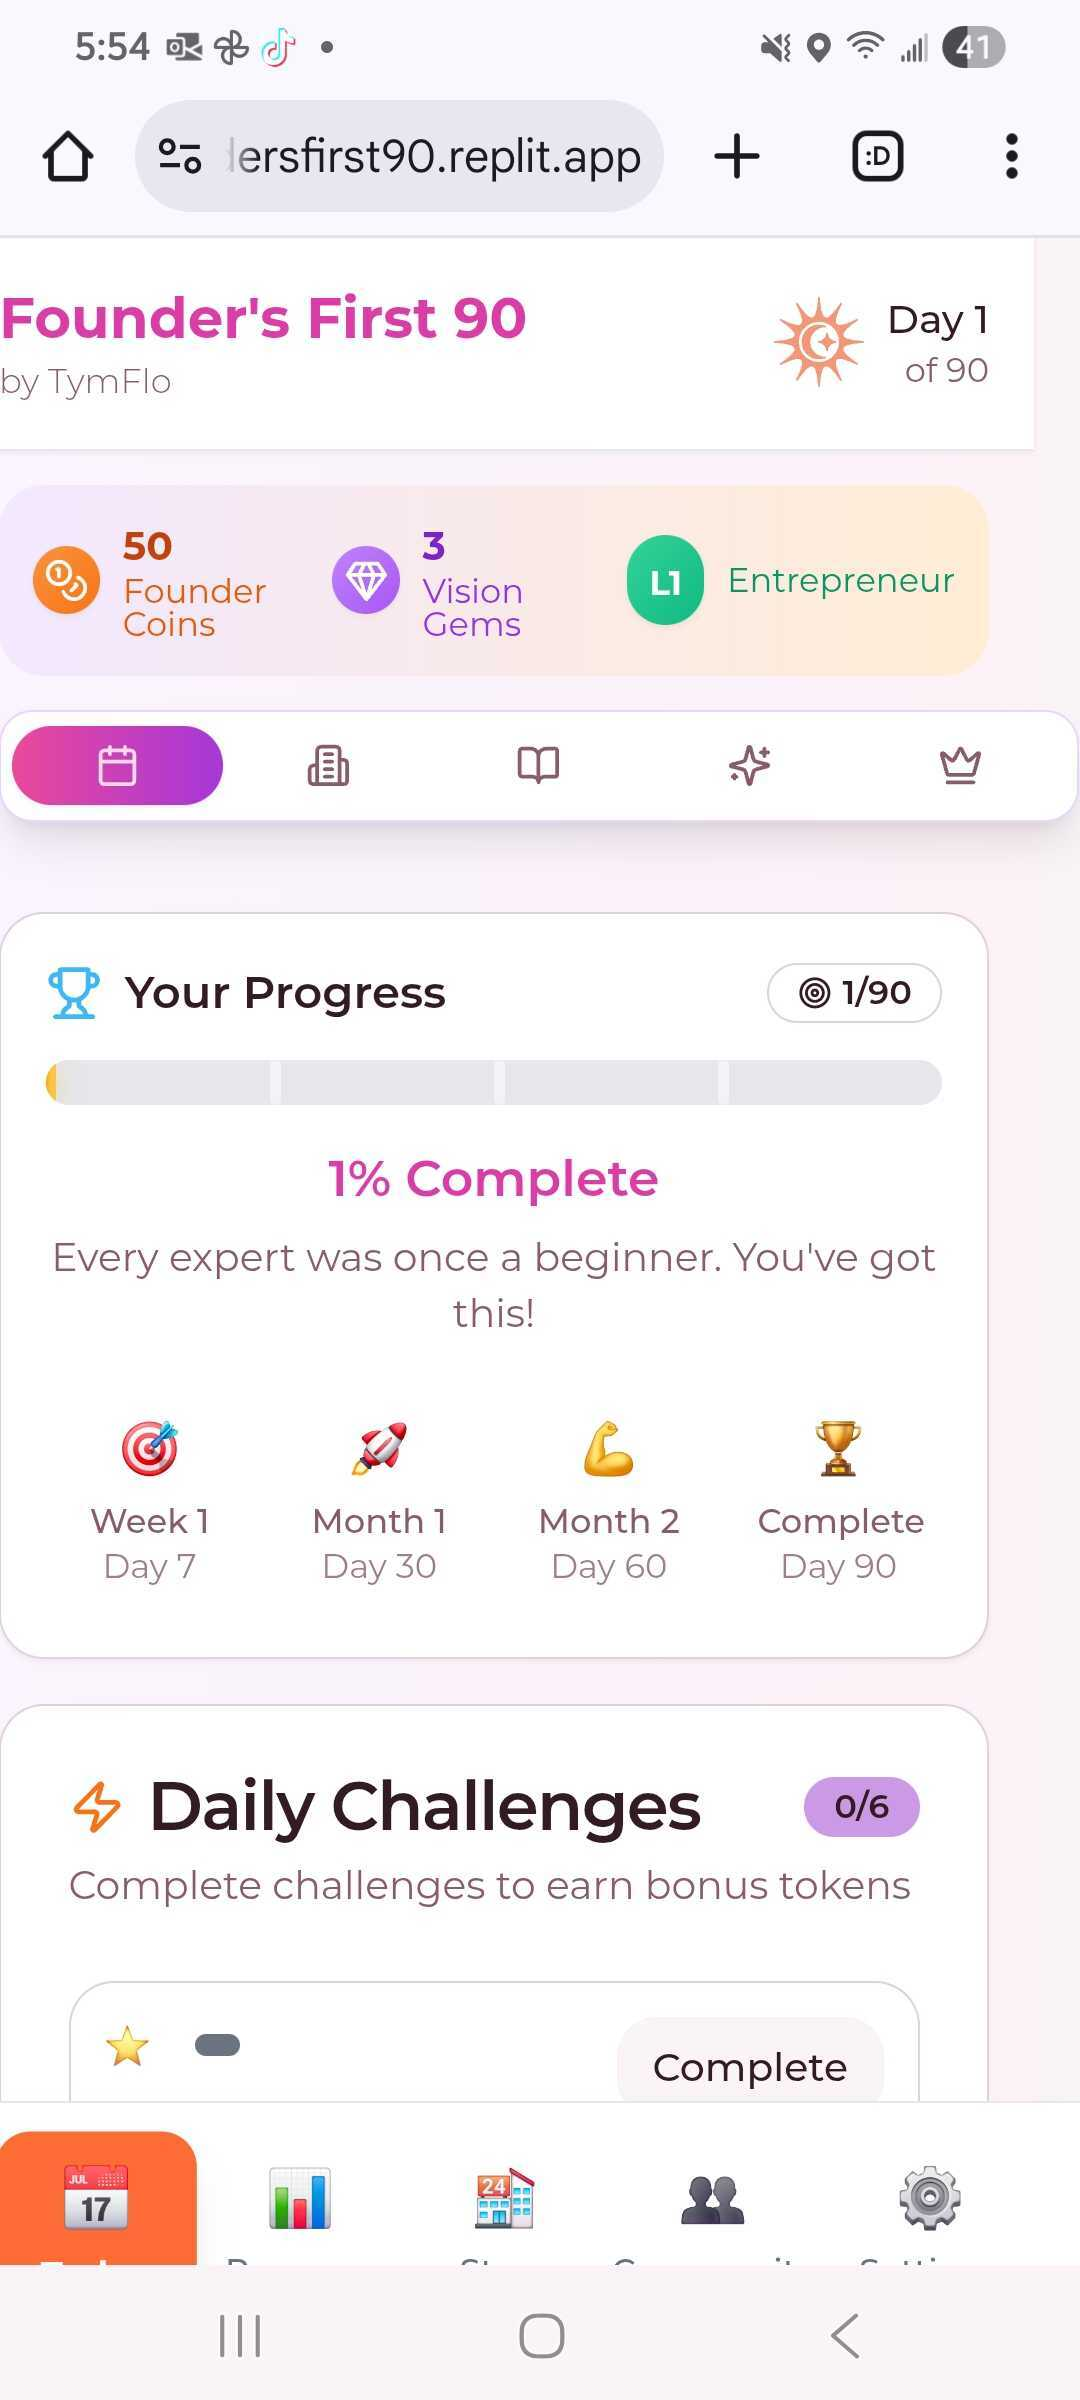 5:54
41
ersfirst90.replit.app
:D
Founder's First 90
by TymFlo
Day 1
of 90
50
Founder
Coins
3
Vision
Gems
L1
Entrepreneur
Your Progress
1/90
1% Complete
Every expert was once a beginner. You've got
this!
Week 1
Day 7
Month 1
Day 30
Month 2
Day 60
Complete
Day 90
Daily Challenges
0/6
Complete challenges to earn bonus tokens
Complete
JUL
17
24